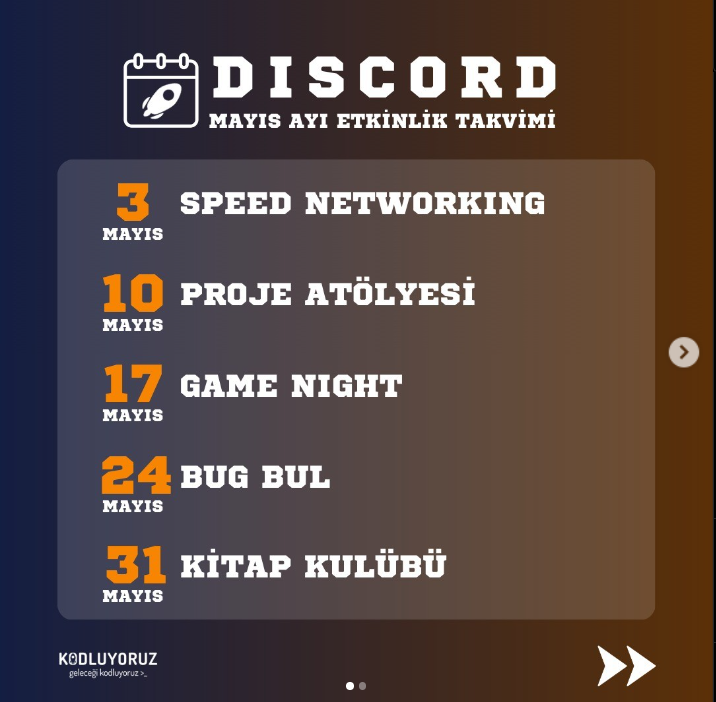 DISCORD
MAYIS AYI ETKİNLİK TAKVİMİ
3
MAYIS
SPEED NETWORKING
10
MAYIS
PROJE ATÖLYESİ
17
MAYIS
GAME NIGHT
24
MAYIS
BUG BUL
31
MAYIS
KİTAP KULÜBÜ
KODLUYORUZ
geleceği kodluyoruz >_